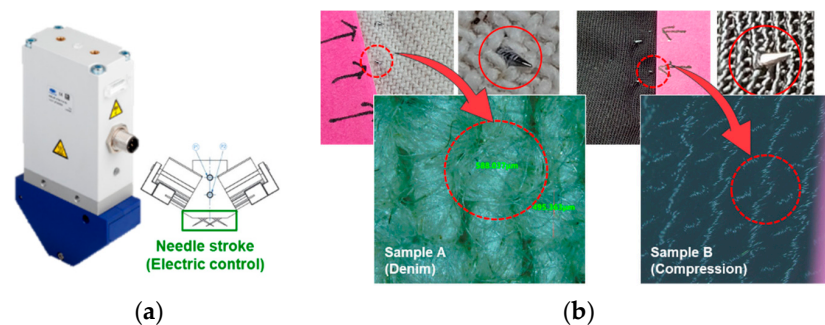 (a)
Needle stroke
(Electric control)
(b)
Sample A
(Denim)
Sample B
(Compression)